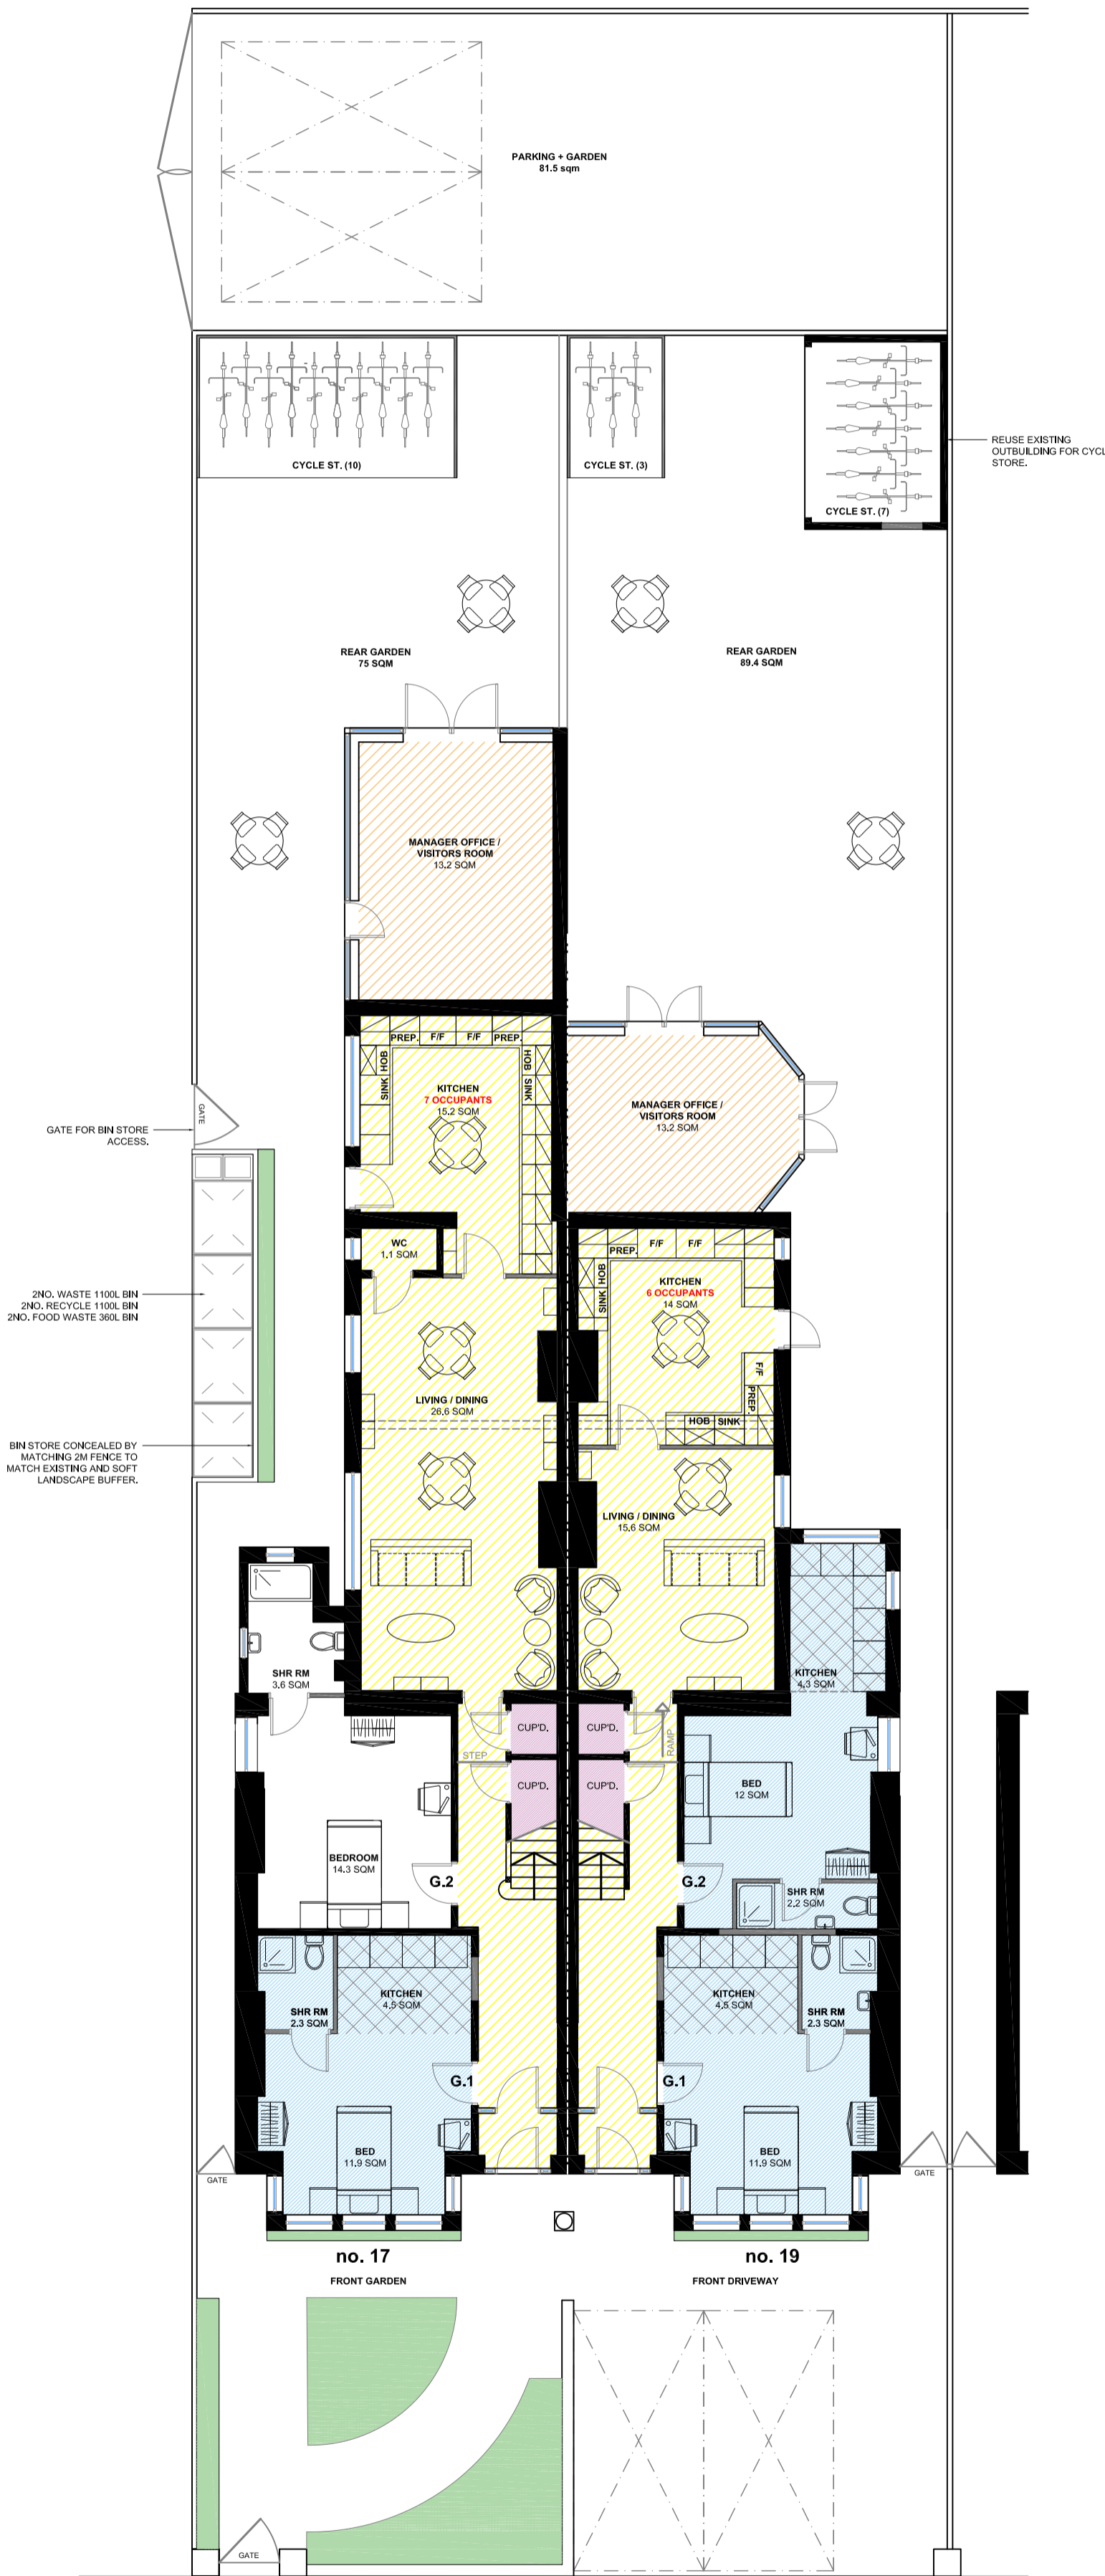 PARKING + GARDEN
81.5 sqm
CYCLE ST. (10)
CYCLE ST. (3)
CYCLE ST. (7)
REUSE EXISTING
OUTBUILDING FOR CYCL
STORE.
REAR GARDEN
75 SQM
REAR GARDEN
89.4 SQM
MANAGER OFFICE /
VISITORS ROOM
13.2 SQM
PREP.
F/F
F/F
PREP.
HOB
SINK
HOB
SINK
KITCHEN
7 OCCUPANTS
15.2 SQM
MANAGER OFFICE /
VISITORS ROOM
13.2 SQM
GATE
GATE FOR BIN STORE
ACCESS.
WC
1.1 SQM
PREP.
F/F
F/F
HOB
SINK
KITCHEN
6 OCCUPANTS
14 SQM
F/F
PREP.
HOB
SINK
2NO. WASTE 1100L BIN
2NO. RECYCLE 1100L BIN
2NO. FOOD WASTE 360L BIN
LIVING / DINING
26.6 SQM
BIN STORE CONCEALED BY
MATCHING 2M FENCE TO
MATCH EXISTING AND SOFT
LANDSCAPE BUFFER.
LIVING / DINING
15.6 SQM
SHR RM
3.6 SQM
KITCHEN
4.3 SQM
CUP'D.
CUP'D.
STEP
RAMP
CUP'D.
CUP'D.
BED
12 SQM
BEDROOM
14.3 SQM
G.2
G.2
SHR RM
2.2 SQM
SHR RM
2.3 SQM
KITCHEN
4.5 SQM
KITCHEN
4.5 SQM
SHR RM
2.3 SQM
G.1
G.1
BED
11.9 SQM
BED
11.9 SQM
GATE
GATE
no. 17
no. 19
FRONT GARDEN
FRONT DRIVEWAY
GATE